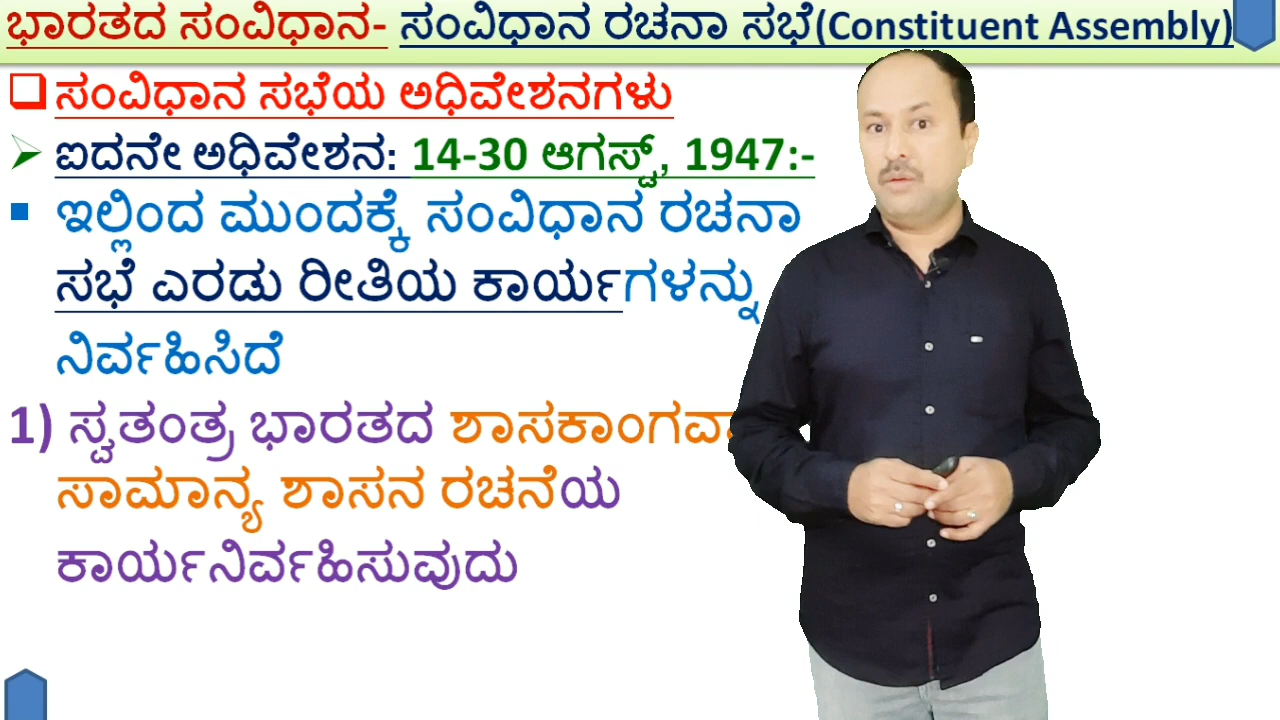 ಭಾರತದ ಸಂವಿಧಾನ- ಸಂವಿಧಾನ ರಚನಾ ಸಭೆ(Constituent Assembly)
ಸಂವಿಧಾನ ಸಭೆಯ ಅಧಿವೇಶನಗಳು
ಐದನೇ ಅಧಿವೇಶನ: 14-30 ಆಗಸ್ಟ್, 1947:-
ಇಲ್ಲಿಂದ ಮುಂದಕ್ಕೆ ಸಂವಿಧಾನ ರಚನಾ
ಸಭೆ ಎರಡು ರೀತಿಯ ಕಾರ್ಯಗಳನ್ನು
ನಿರ್ವಹಿಸಿದೆ
1) ಸ್ವತಂತ್ರ ಭಾರತದ
ಸಾಮಾನ್ಯ ಶಾಸನ ರಚನೆಯ
ಕಾರ್ಯನಿರ್ವಹಿಸುವುದು